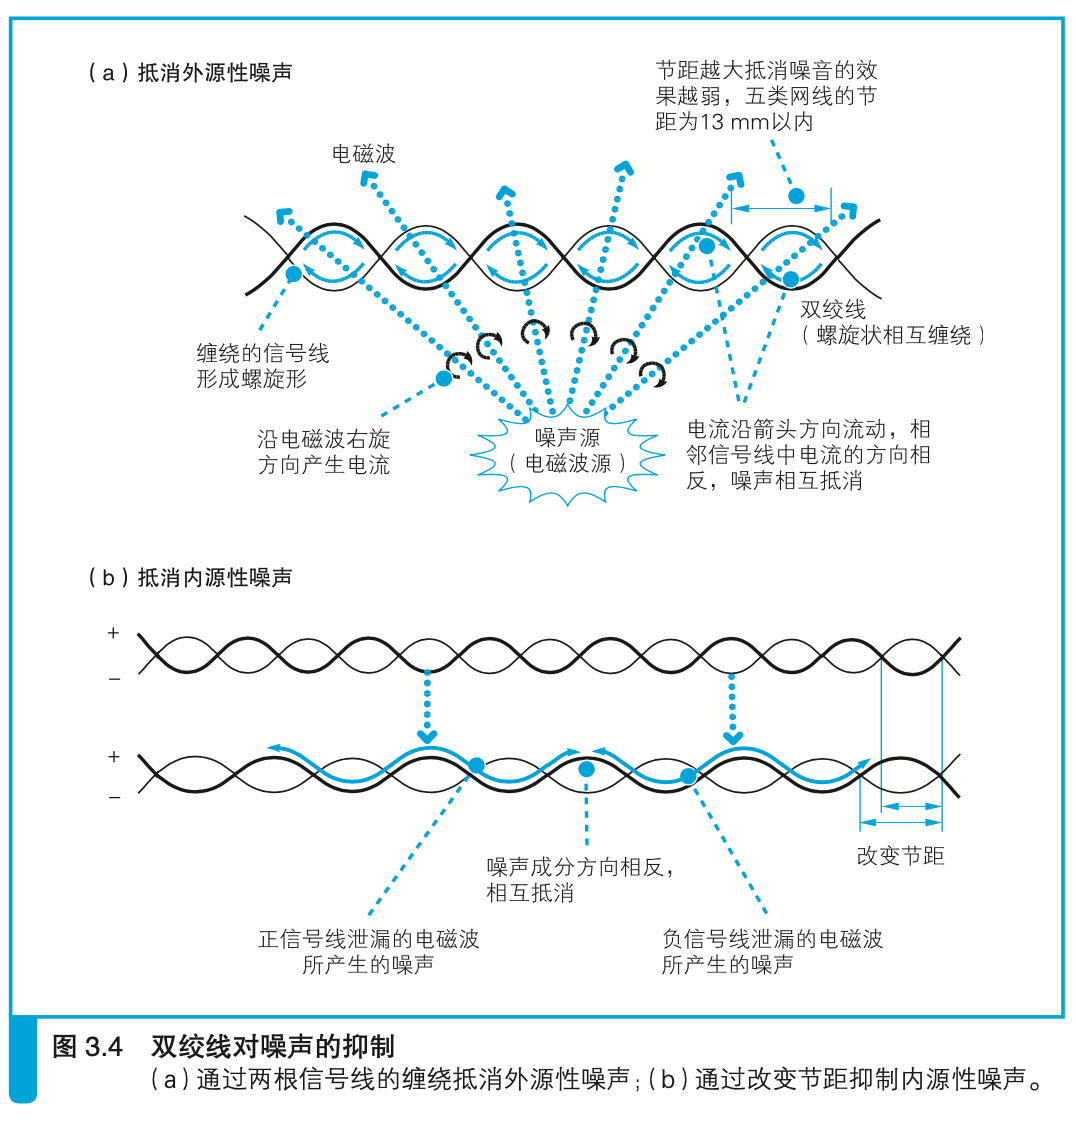 （a）抵消外源性噪声
节距越大抵消噪音的效
果越弱，五类网线的节
距为13 mm以内
电磁波
双绞线
（螺旋状相互缠绕）
缠绕的信号线
形成螺旋形
沿电磁波右旋
方向产生电流
噪声源
（电磁波源）
电流沿箭头方向流动，相
邻信号线中电流的方向相
反，噪声相互抵消
（b）抵消内源性噪声
+
−
+
−
改变节距
噪声成分方向相反，
相互抵消
正信号线泄漏的电磁波
所产生的噪声
负信号线泄漏的电磁波
所产生的噪声
图 3.4 双绞线对噪声的抑制
（a）通过两根信号线的缠绕抵消外源性噪声；（b）通过改变节距抑制内源性噪声。